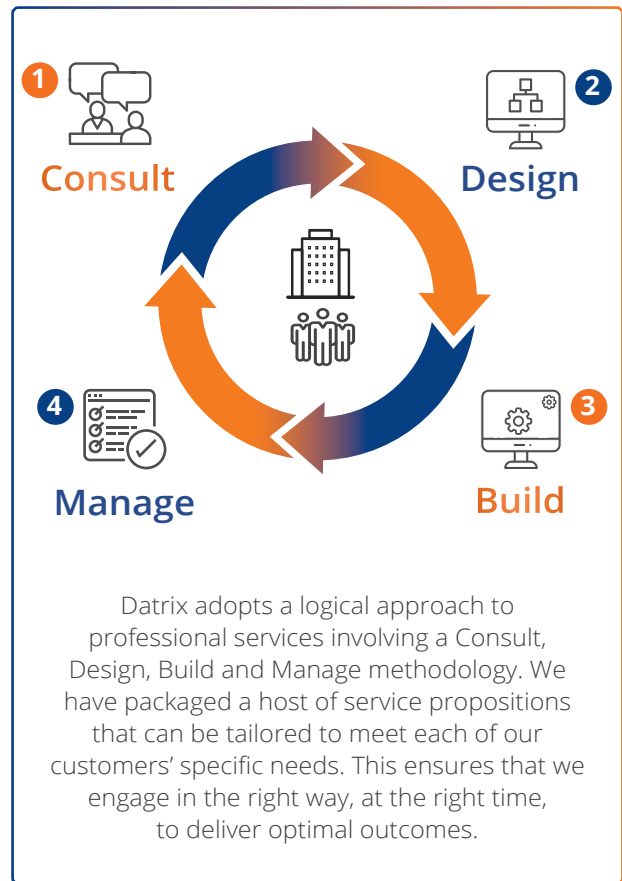 1
Consult
2
Design
4
Manage
3
Build
Datrix adopts a logical approach to
professional services involving a Consult,
Design, Build and Manage methodology. We
have packaged a host of service propositions
that can be tailored to meet each of our
customers’ specific needs. This ensures that we
engage in the right way, at the right time,
to deliver optimal outcomes.